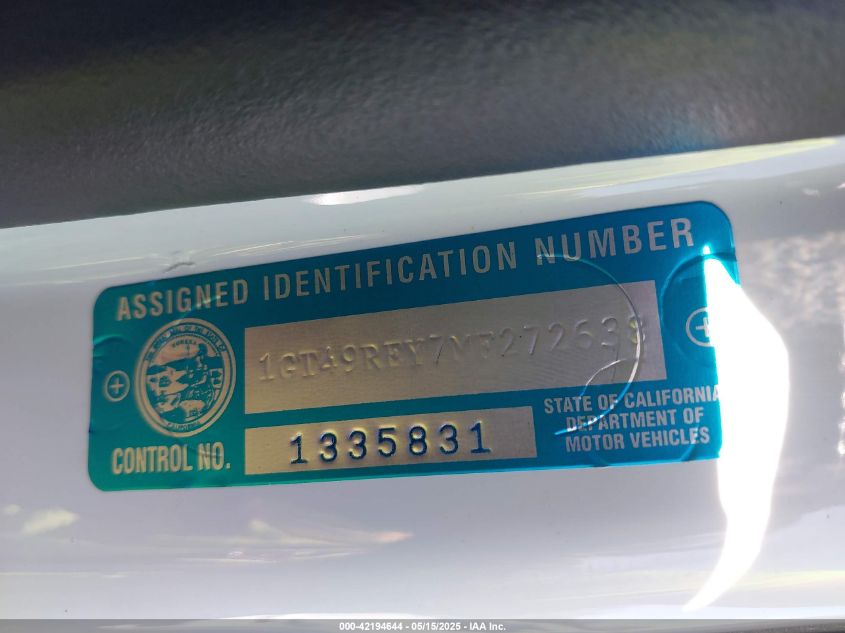 ASSIGNED IDENTIFICATION NUMBER
1GT49REY7MF272638
CONTROL NO. 1335831
STATE OF CALIFORNIA
DEPARTMENT OF
MOTOR VEHICLES
000-42194644 - 05/15/2025 - IAA Inc.